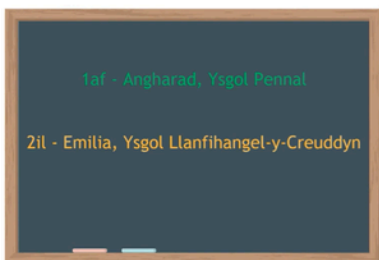 1af - Angharad, Ysgol Pennal
2il - Emilia, Ysgol Llanfihangel-y-Creuddyn